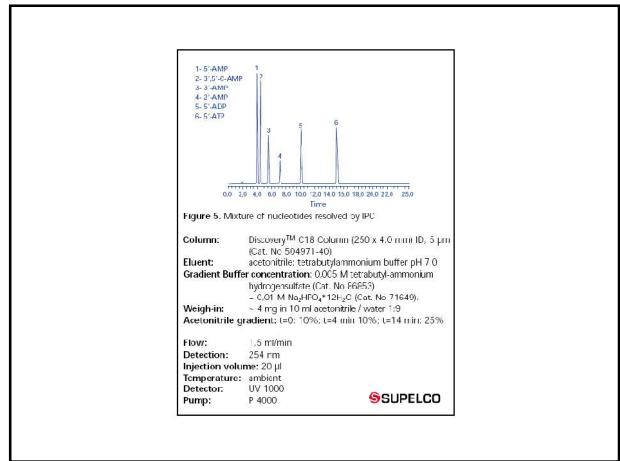 1- 5'-AMP
2- 3',5'-c-AMP
3- 3'-AMP
4- 2'-AMP
5- 5'-ADP
6- 5'-ATP
1
2
3
4
5
6
0,0 2,0 4,0 6,0 8,0 10,0 12,0 14,0 16,0 18,0 20,0 22,0 25,0
Time
Figure 5. Mixture of nucleotides resolved by IPC
Column: Discovery™ C18 Column (250 x 4.0 mm) ID, 5 µm
(Cat. No 504971-40)
Eluent: acetonitrile: tetrabutylammonium buffer pH 7.0
Gradient Buffer concentration: 0.005 M tetrabutyl-ammonium
hydrogensulfate (Cat. No 86853)
~ 0,01 M Na₂HPO₄*12H₂O (Cat. No 71649).
Weigh-in: ~ 4 mg in 10 ml acetonitrile / water 1:9
Acetonitrile gradient: t=0: 10%; t=4 min 10%; t=14 min: 25%
Flow: 1.5 ml/min
Detection: 254 nm
Injection volume: 20 µl
Temperature: ambient
Detector: UV 1000
Pump: P 4000
SUPELCO